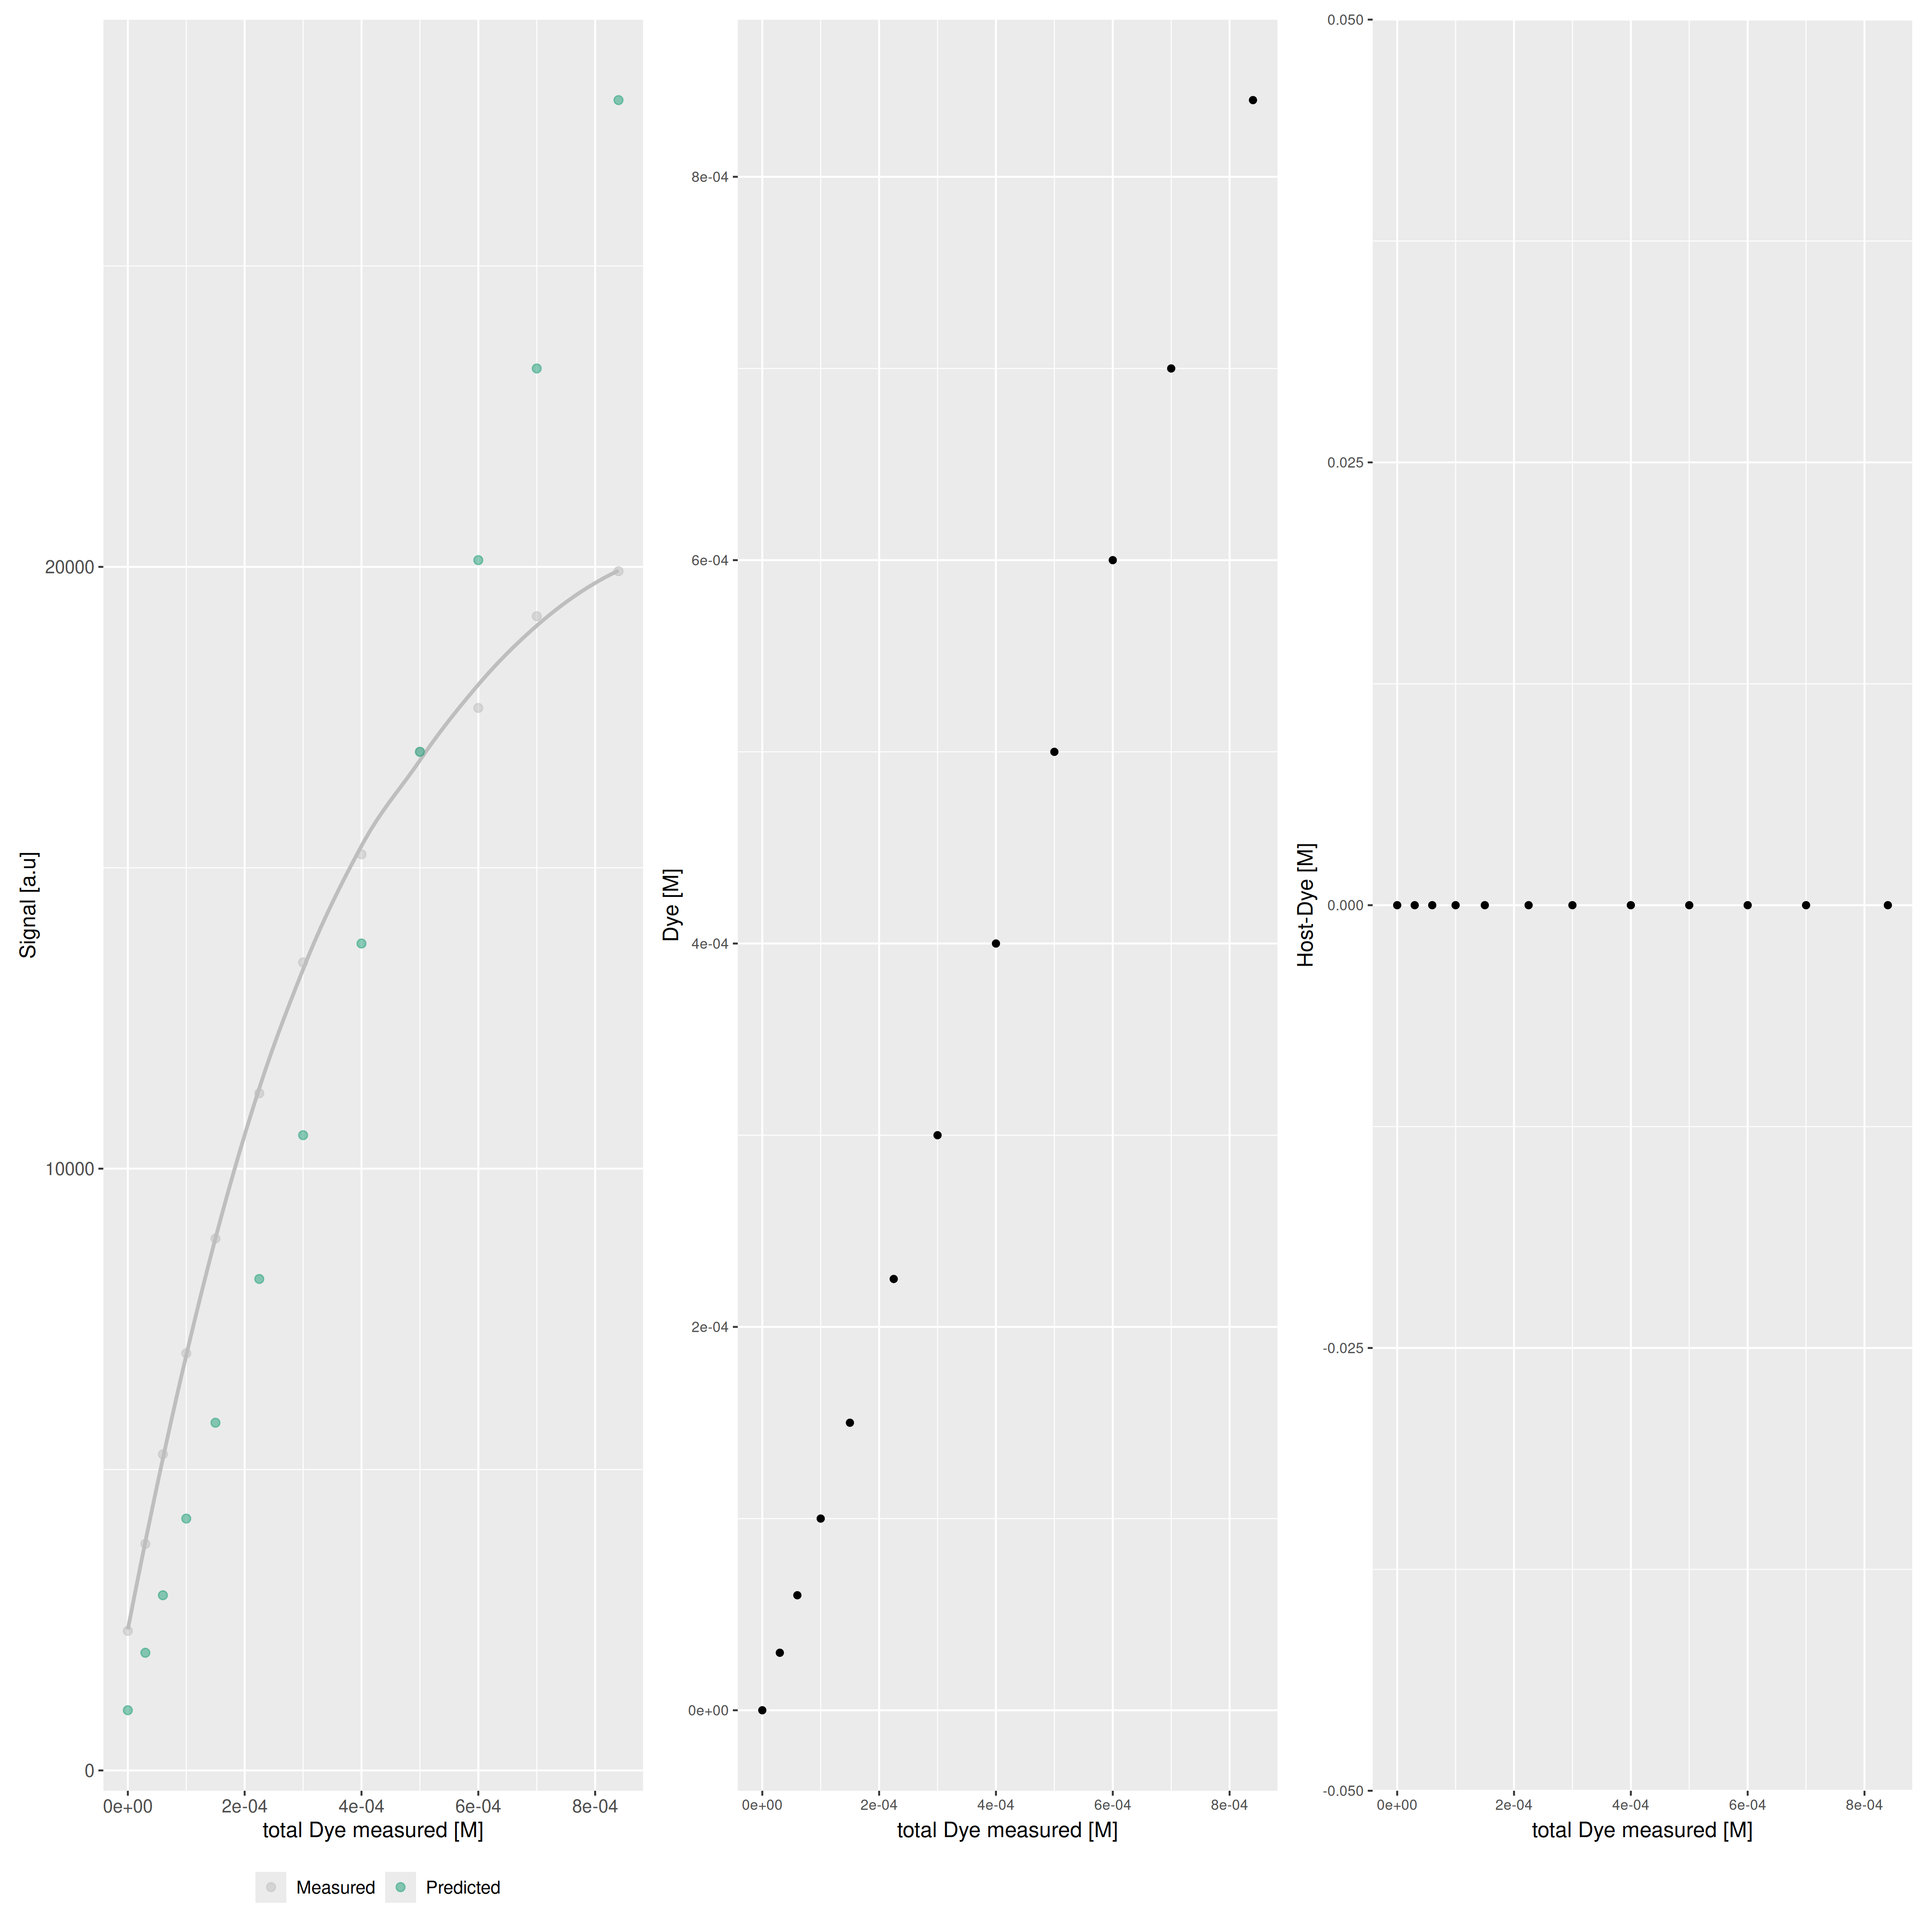 Signal [a.u]
20000
10000
0
0e+00 2e-04 4e-04 6e-04 8e-04
total Dye measured [M]
Measured Predicted
Dye [M]
8e-04
6e-04
4e-04
2e-04
0e+00
0e+00 2e-04 4e-04 6e-04 8e-04
total Dye measured [M]
Host-Dye [M]
0.050
0.025
0.000
-0.025
-0.050
0e+00 2e-04 4e-04 6e-04 8e-04
total Dye measured [M]